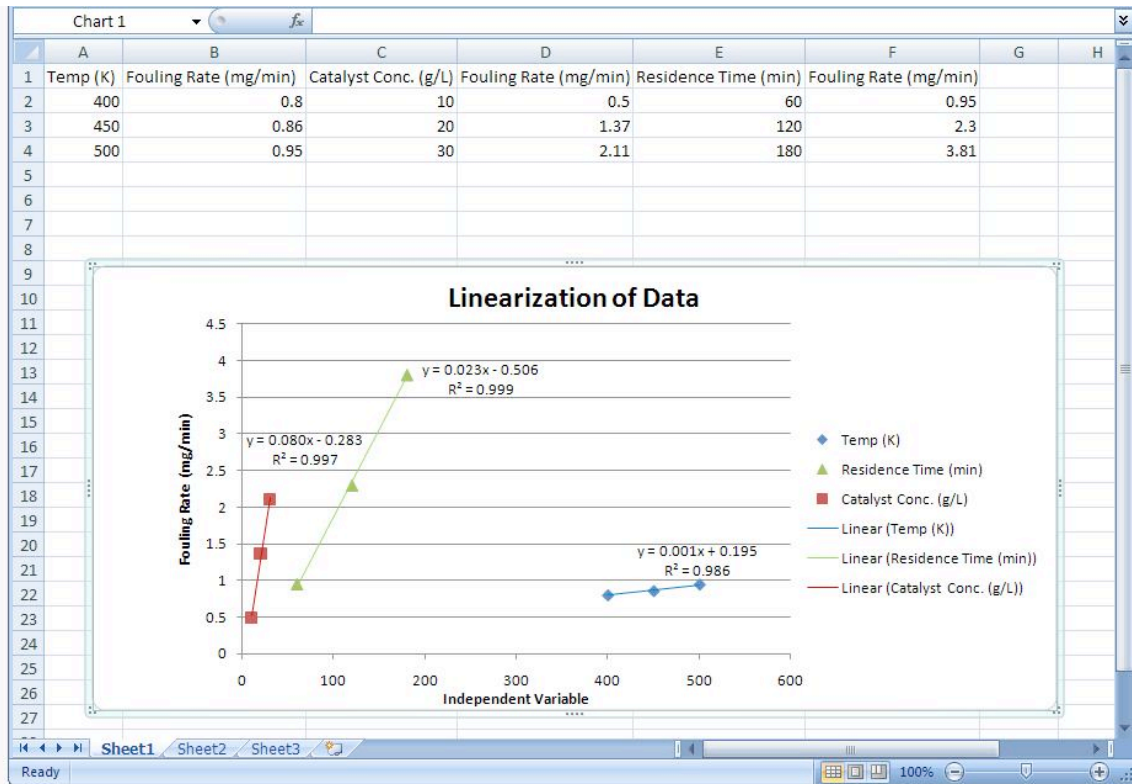 Chart 1 fx
A B C D E F G H
1 Temp (K) Fouling Rate (mg/min) Catalyst Conc. (g/L) Fouling Rate (mg/min) Residence Time (min) Fouling Rate (mg/min)
2 400 0.8 10 0.5 60 0.95
3 450 0.86 20 1.37 120 2.3
4 500 0.95 30 2.11 180 3.81
5
6
7
8
9
10
11
12
13
14
15
16
17
18
19
20
21
22
23
24
25
26
27
Linearization of Data
Fouling Rate (mg/min)
4.5
4
3.5
3
2.5
2
1.5
1
0.5
0
y = 0.023x - 0.506
R² = 0.999
y = 0.080x - 0.283
R² = 0.997
y = 0.001x + 0.195
R² = 0.986
0 100 200 300 400 500 600
Independent Variable
Temp (K)
Residence Time (min)
Catalyst Conc. (g/L)
Linear (Temp (K))
Linear (Residence Time (min))
Linear (Catalyst Conc. (g/L))
Sheet1 Sheet2 Sheet3
Ready 100%